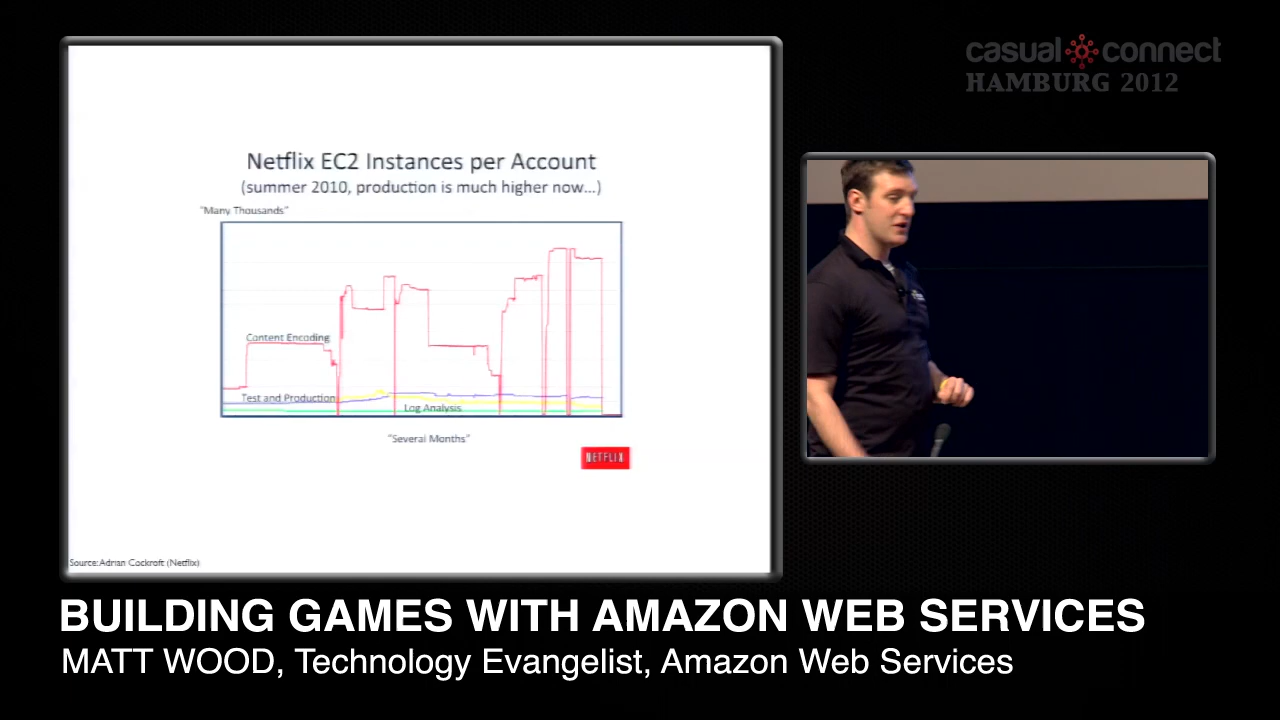 casual connect
HAMBURG 2012
Netflix EC2 Instances per Account
(summer 2010, production is much higher now...)
"Many Thousands"
Content Encoding
Test and Production
Log Analysis
"Several Months"
NETFLIX
Source: Adrian Cockroft (Netflix)
BUILDING GAMES WITH AMAZON WEB SERVICES
MATT WOOD, Technology Evangelist, Amazon Web Services